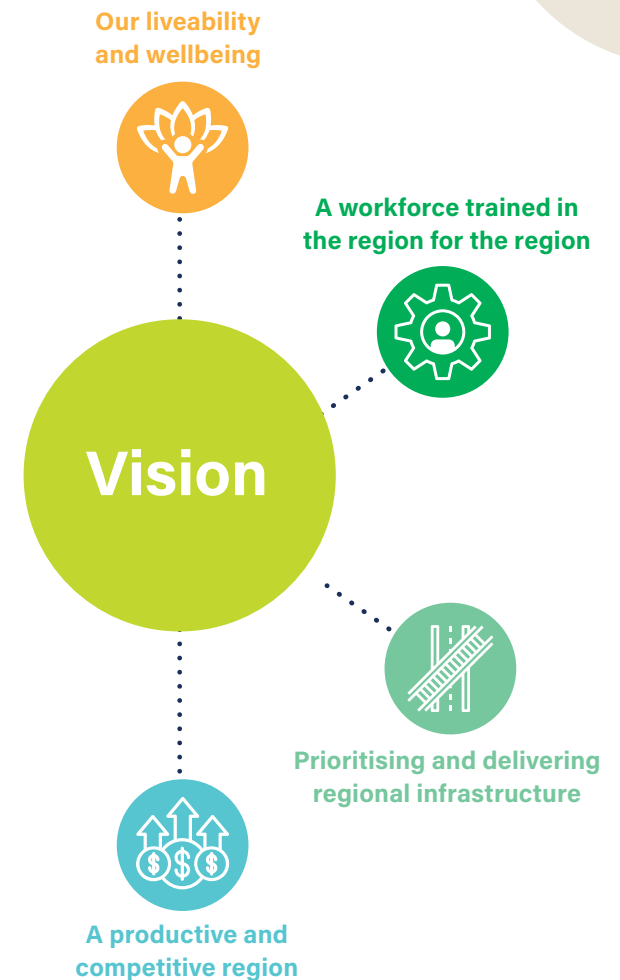 Our liveability
and wellbeing
A workforce trained in
the region for the region
Vision
Prioritising and delivering
regional infrastructure
$ $ $
A productive and
competitive region